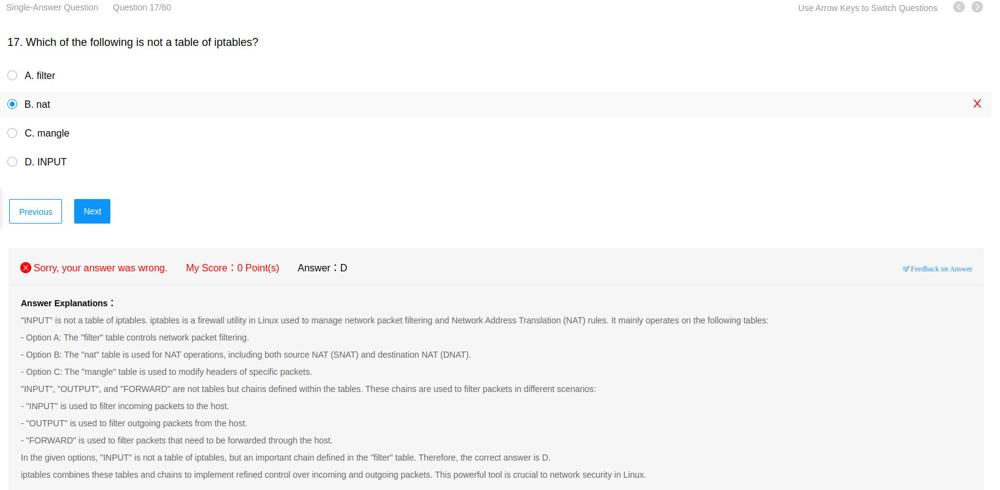 Single-Answer Question Question 17/60 Use Arrow Keys to Switch Questions
17. Which of the following is not a table of iptables?
A. filter
B. nat
C. mangle
D. INPUT
Previous Next
Sorry, your answer was wrong. My Score：0 Point(s) Answer：D Feedback on Answer
Answer Explanations：
"INPUT" is not a table of iptables. iptables is a firewall utility in Linux used to manage network packet filtering and Network Address Translation (NAT) rules. It mainly operates on the following tables:
- Option A: The "filter" table controls network packet filtering.
- Option B: The "nat" table is used for NAT operations, including both source NAT (SNAT) and destination NAT (DNAT).
- Option C: The "mangle" table is used to modify headers of specific packets.
"INPUT", "OUTPUT", and "FORWARD" are not tables but chains defined within the tables. These chains are used to filter packets in different scenarios:
- "INPUT" is used to filter incoming packets to the host.
- "OUTPUT" is used to filter outgoing packets from the host.
- "FORWARD" is used to filter packets that need to be forwarded through the host.
In the given options, "INPUT" is not a table of iptables, but an important chain defined in the "filter" table. Therefore, the correct answer is D.
iptables combines these tables and chains to implement refined control over incoming and outgoing packets. This powerful tool is crucial to network security in Linux.